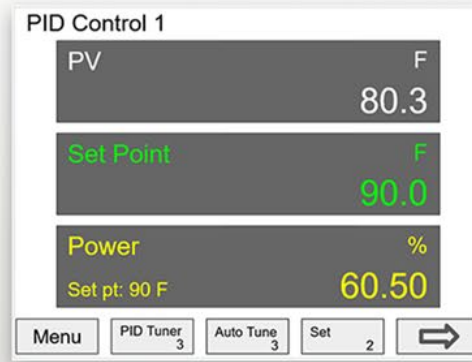 PID Control 1
PV F
80.3
Set Point F
90.0
Power %
Set pt: 90 F 60.50
Menu PID Tuner 3 Auto Tune 3 Set 2